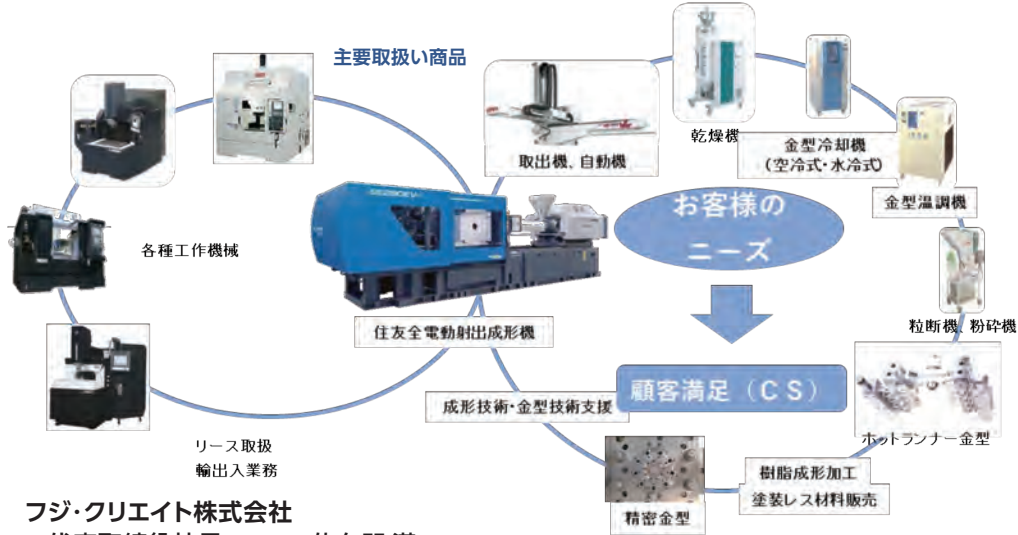 主要取扱い商品
取出機、自動機
乾燥機
金型冷却機
(空冷式・水冷式)
金型温調機
お客様の
ニーズ
各種工作機械
粒断機、粉砕機
住友全電動射出成形機
顧客満足(CS)
成形技術・金型技術支援
ホットランナー金型
リース取扱
輸出入業務
樹脂成形加工
塗装レス材料販売
精密金型
フジ・クリエイト株式会社